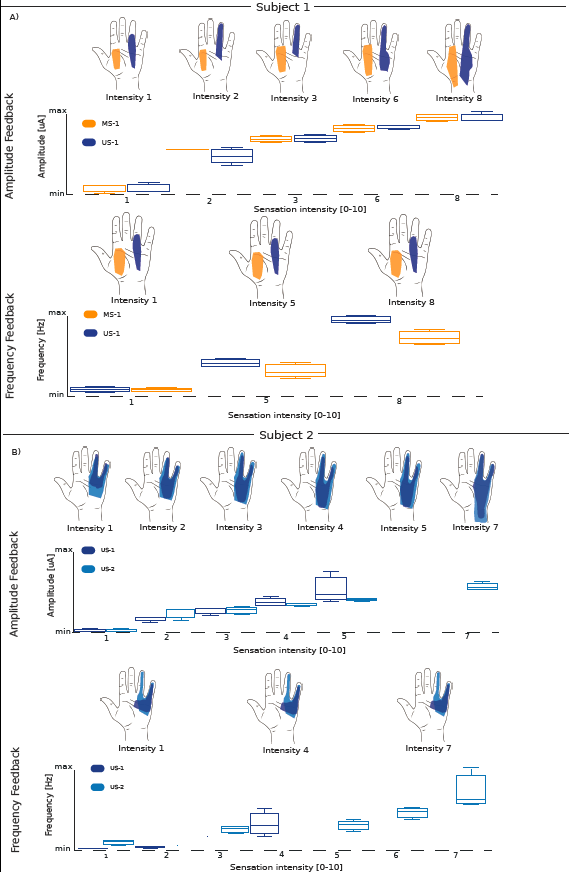 Subject 1
A)
Intensity 1 Intensity 2 Intensity 3 Intensity 6 Intensity 8
Amplitude Feedback
Amplitude [uA]
max
MS-1
US-1
min
1 2 3 6 8
Sensation intensity [0-10]
Intensity 1 Intensity 5 Intensity 8
Frequency Feedback
Frequency [Hz]
max
MS-1
US-1
min
1 5 8
Sensation intensity [0-10]
Subject 2
B)
Intensity 1 Intensity 2 Intensity 3 Intensity 4 Intensity 5 Intensity 7
Amplitude Feedback
Amplitude [uA]
max
US-1
US-2
min
1 2 3 4 5 7
Sensation intensity [0-10]
Intensity 1 Intensity 4 Intensity 7
Frequency Feedback
Frequency [Hz]
max
US-1
US-2
min
1 2 3 4 5 6 7
Sensation intensity [0-10]